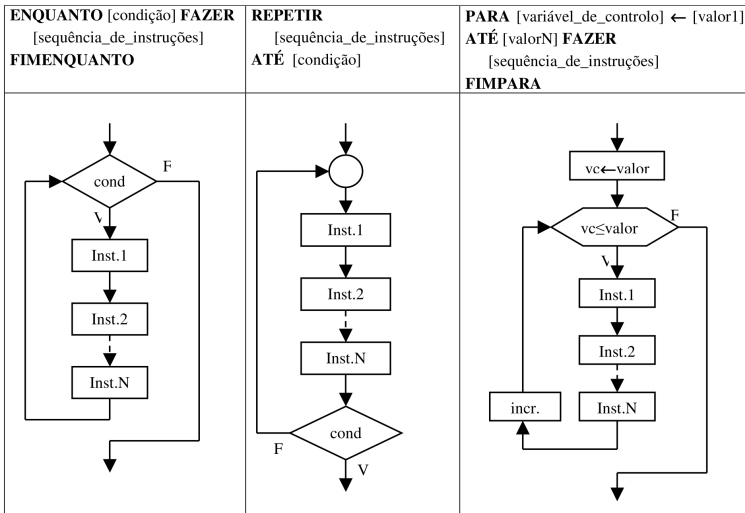 ENQUANTO [condição] FAZER
[sequência_de_instruções]
FIMENQUANTO
REPETIR
[sequência_de_instruções]
ATÉ [condição]
PARA [variável_de_controlo] ← [valor1]
ATÉ [valorN] FAZER
[sequência_de_instruções]
FIMPARA
cond
F
V
Inst.1
Inst.2
Inst.N
Inst.1
Inst.2
Inst.N
cond
F
V
vc←valor
vc≤valor
F
V
Inst.1
Inst.2
incr.
Inst.N